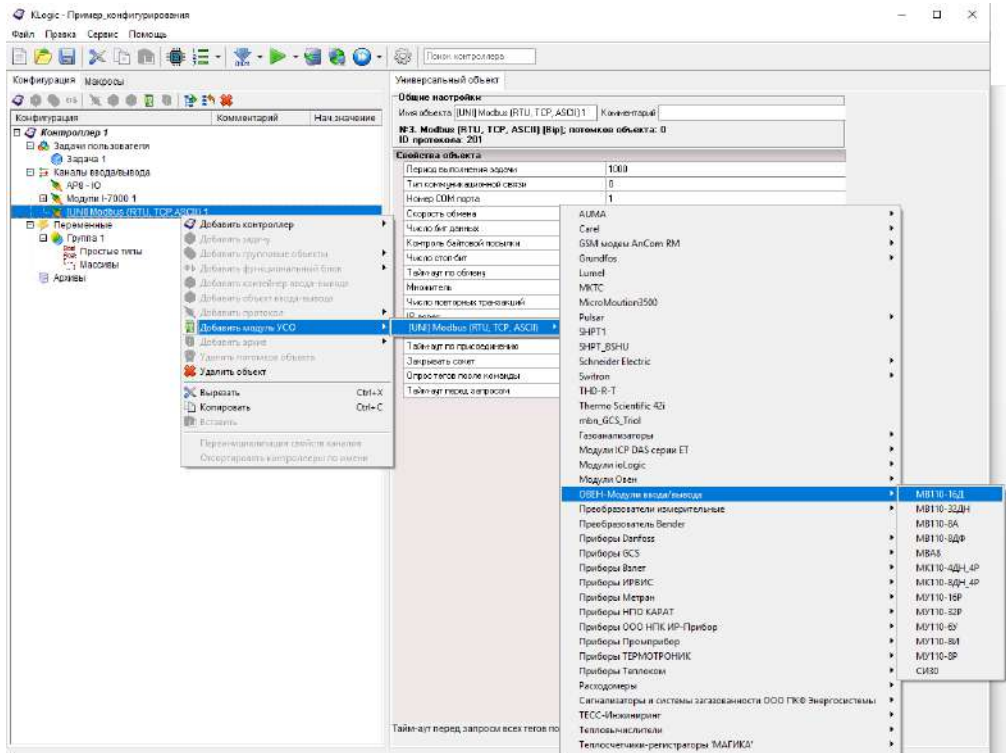 KLogic - Пример_конфигурирования
Файл Правка Сервис Помощь
Поиск контроллера
Конфигурация Макросы
Универсальный объект
Общие настройки
Имя объекта [UNI] Modbus (RTU, TCP, ASCII) 1 Комментарий
№3. Modbus (RTU, TCP, ASCII) [Bip]; потомков объекта: 0
ID протокола: 201
Свойства объекта
Период выполнения задачи 1000
Тип коммуникационной связи 0
Номер COM порта 1
Скорость обмена
Число бит данных
Контроль байтовой посылки
Число стоп-бит
Тайм-аут по обмену
Множитель
Число повторных транзакций
IP адрес
Тайм-аут по присоединению
Закрывать сокет
Опрос тегов после команды
Тайм-аут перед запросом
Тайм-аут перед запросом всех тегов по
Конфигурация Комментарий Нач.значение
Контроллер 1
Задачи пользователя
Задача 1
Каналы ввода/вывода
AP8 - IO
Модули I-7000 1
[UNI] Modbus (RTU, TCP, ASCII) 1
Переменные
Группа 1
Простые типы
Массивы
Архивы
Добавить контроллер
Добавить задачу
Добавить групповые объекты
Добавить функциональный блок
Добавить контейнер ввода-вывода
Добавить объект ввода-вывода
Добавить протокол
Добавить модуль УСО
Добавить архив
Удалить потомков объекта
Удалить объект
Вырезать Ctrl+X
Копировать Ctrl+C
Вставить
Переинициализация свойств каналов
Отсортировать контроллеры по имени
[UNI] Modbus (RTU, TCP, ASCII)
AUMA
Carel
GSM модем AnCom RM
Grundfos
Lumel
MKTC
MicroMoution3500
Pulsar
SHPT1
SHPT_BSHU
Schneider Electric
Switron
THD-R-T
Thermo Scientific 42i
mbn_GCS_Triol
Газоанализаторы
Модули ICP DAS серии ET
Модули ioLogic
Модули Овен
ОВЕН-Модули ввода/вывода
Преобразователи измерительные
Преобразователь Bender
Приборы Danfoss
Приборы GCS
Приборы Взлет
Приборы ИРВИС
Приборы Метран
Приборы НПО КАРАТ
Приборы ООО НПК ИР-Прибор
Приборы Промприбор
Приборы ТЕРМОТРОНИК
Приборы Теплоком
Расходомеры
Сигнализаторы и системы загазованности ООО ПКФ Энергосистемы
ТЕСС-Инжиниринг
Тепловычислители
Теплосчетчики-регистраторы "МАГИКА"
МВ110-16Д
МВ110-32ДН
МВ110-8А
МВ110-8ДФ
МВА8
МК110-4ДН_4Р
МК110-8ДН_4Р
МУ110-16Р
МУ110-32Р
МУ110-6У
МУ110-8И
МУ110-8Р
СИ30